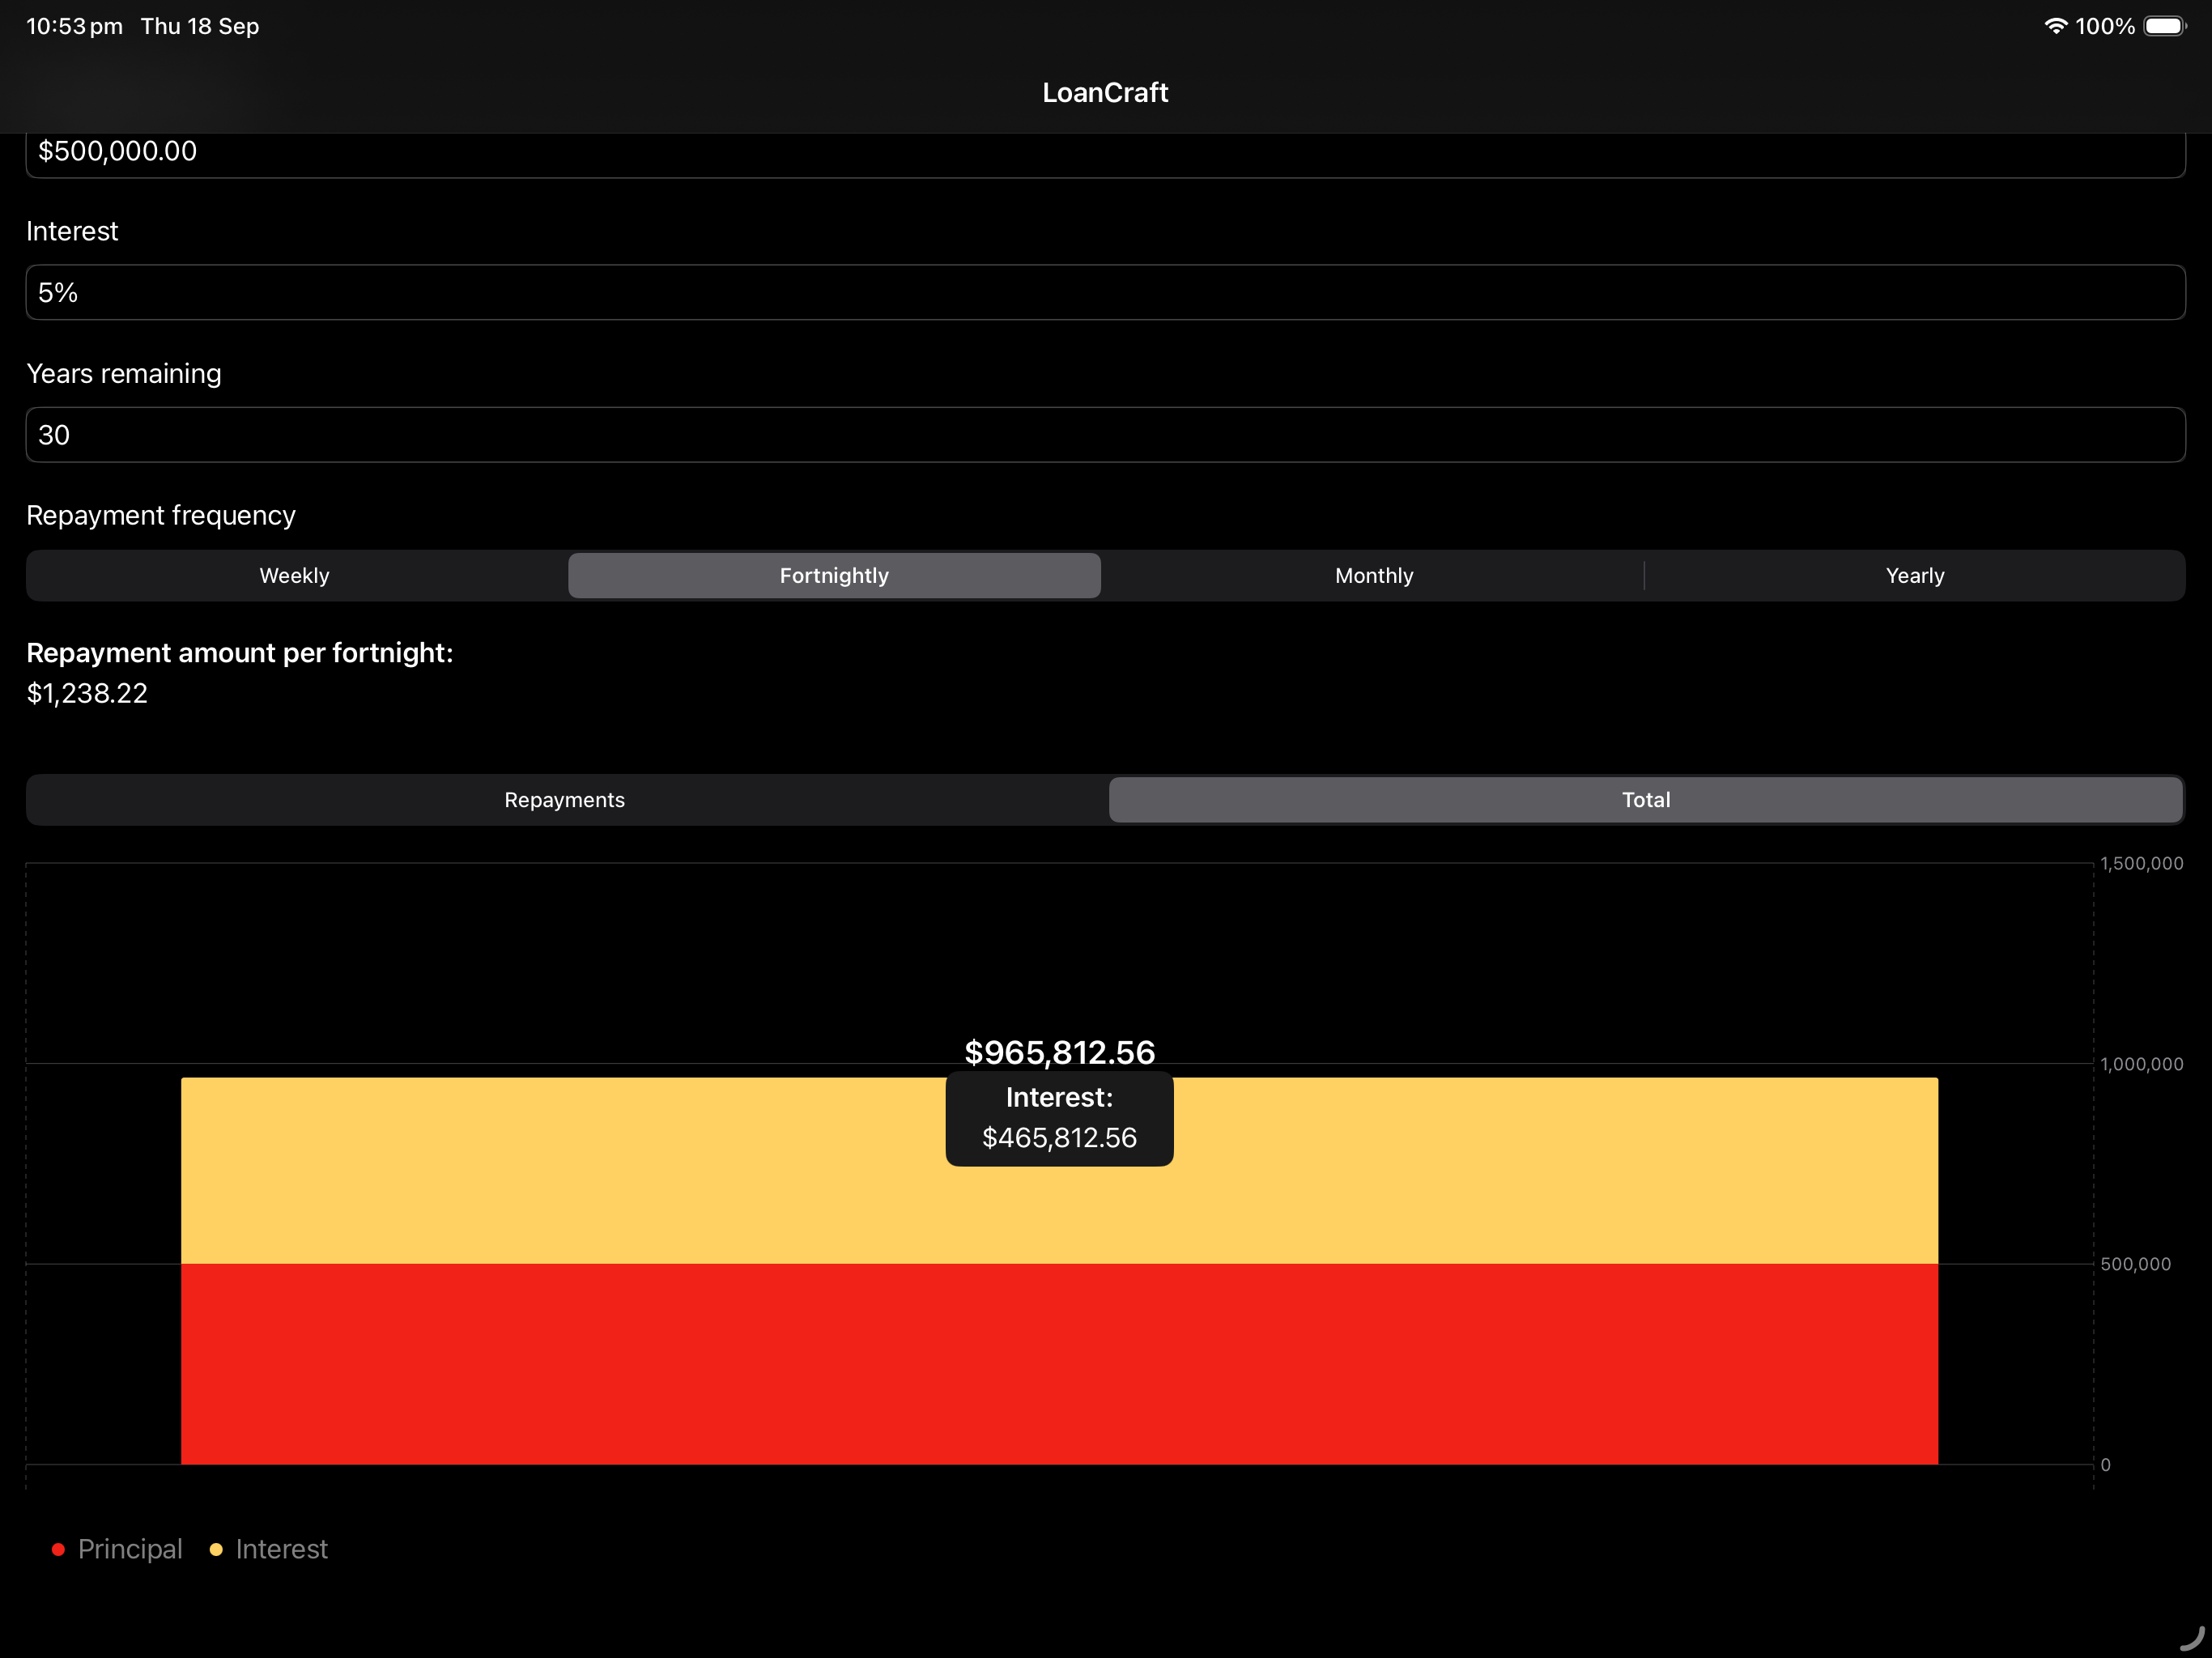 10:53 pm Thu 18 Sep
100%
LoanCraft
$500,000.00
Interest
5%
Years remaining
30
Repayment frequency
Weekly Fortnightly Monthly Yearly
Repayment amount per fortnight:
$1,238.22
Repayments Total
1,500,000
$965,812.56
1,000,000
Interest:
$465,812.56
500,000
0
Principal Interest